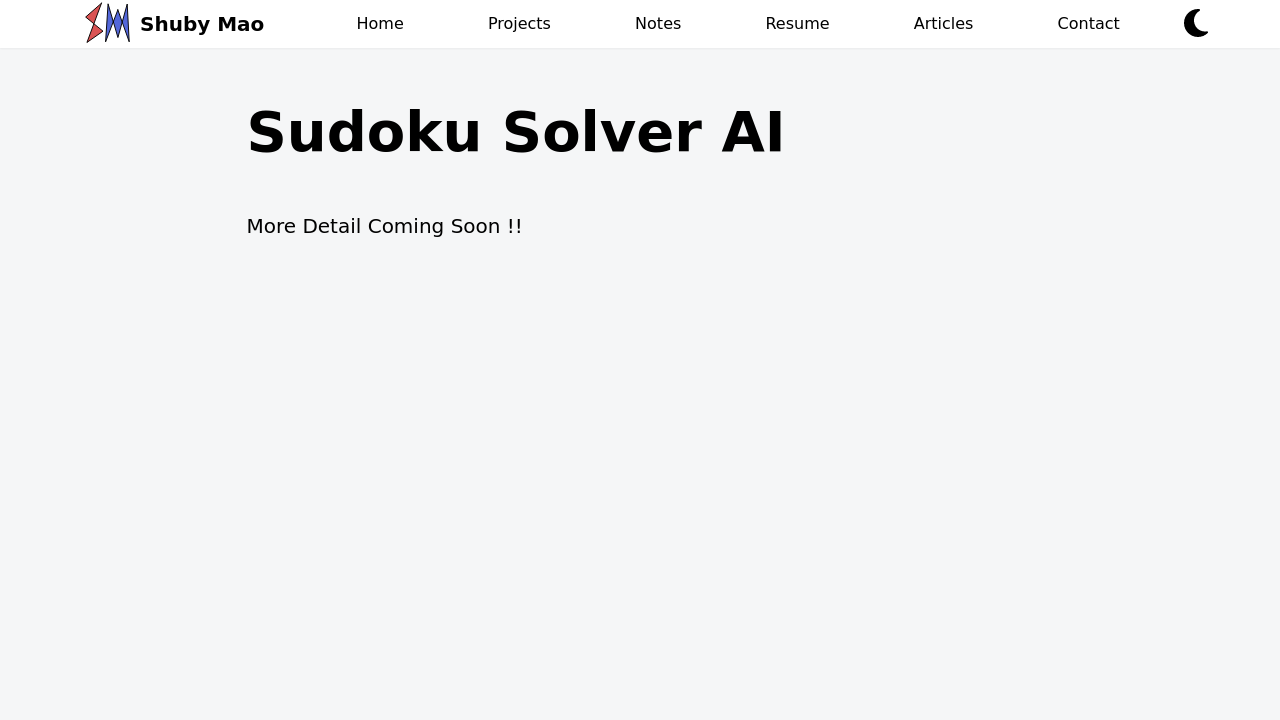 Shuby Mao
Home
Projects
Notes
Resume
Articles
Contact
Sudoku Solver AI
More Detail Coming Soon !!